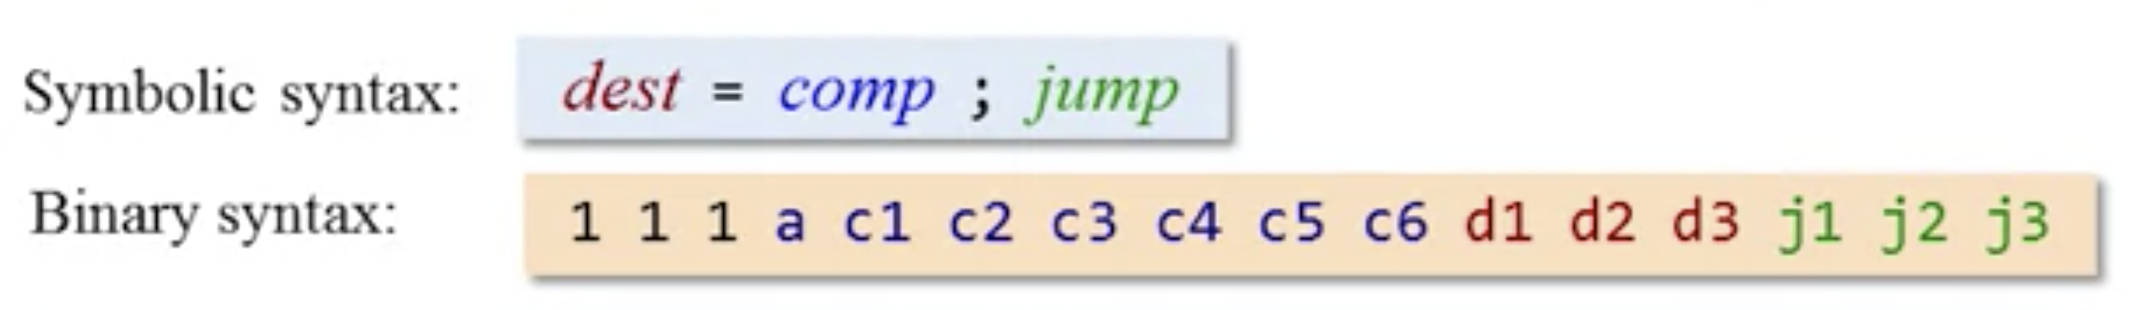 Symbolic syntax: dest = comp ; jump
Binary syntax: 1 1 1 a c1 c2 c3 c4 c5 c6 d1 d2 d3 j1 j2 j3